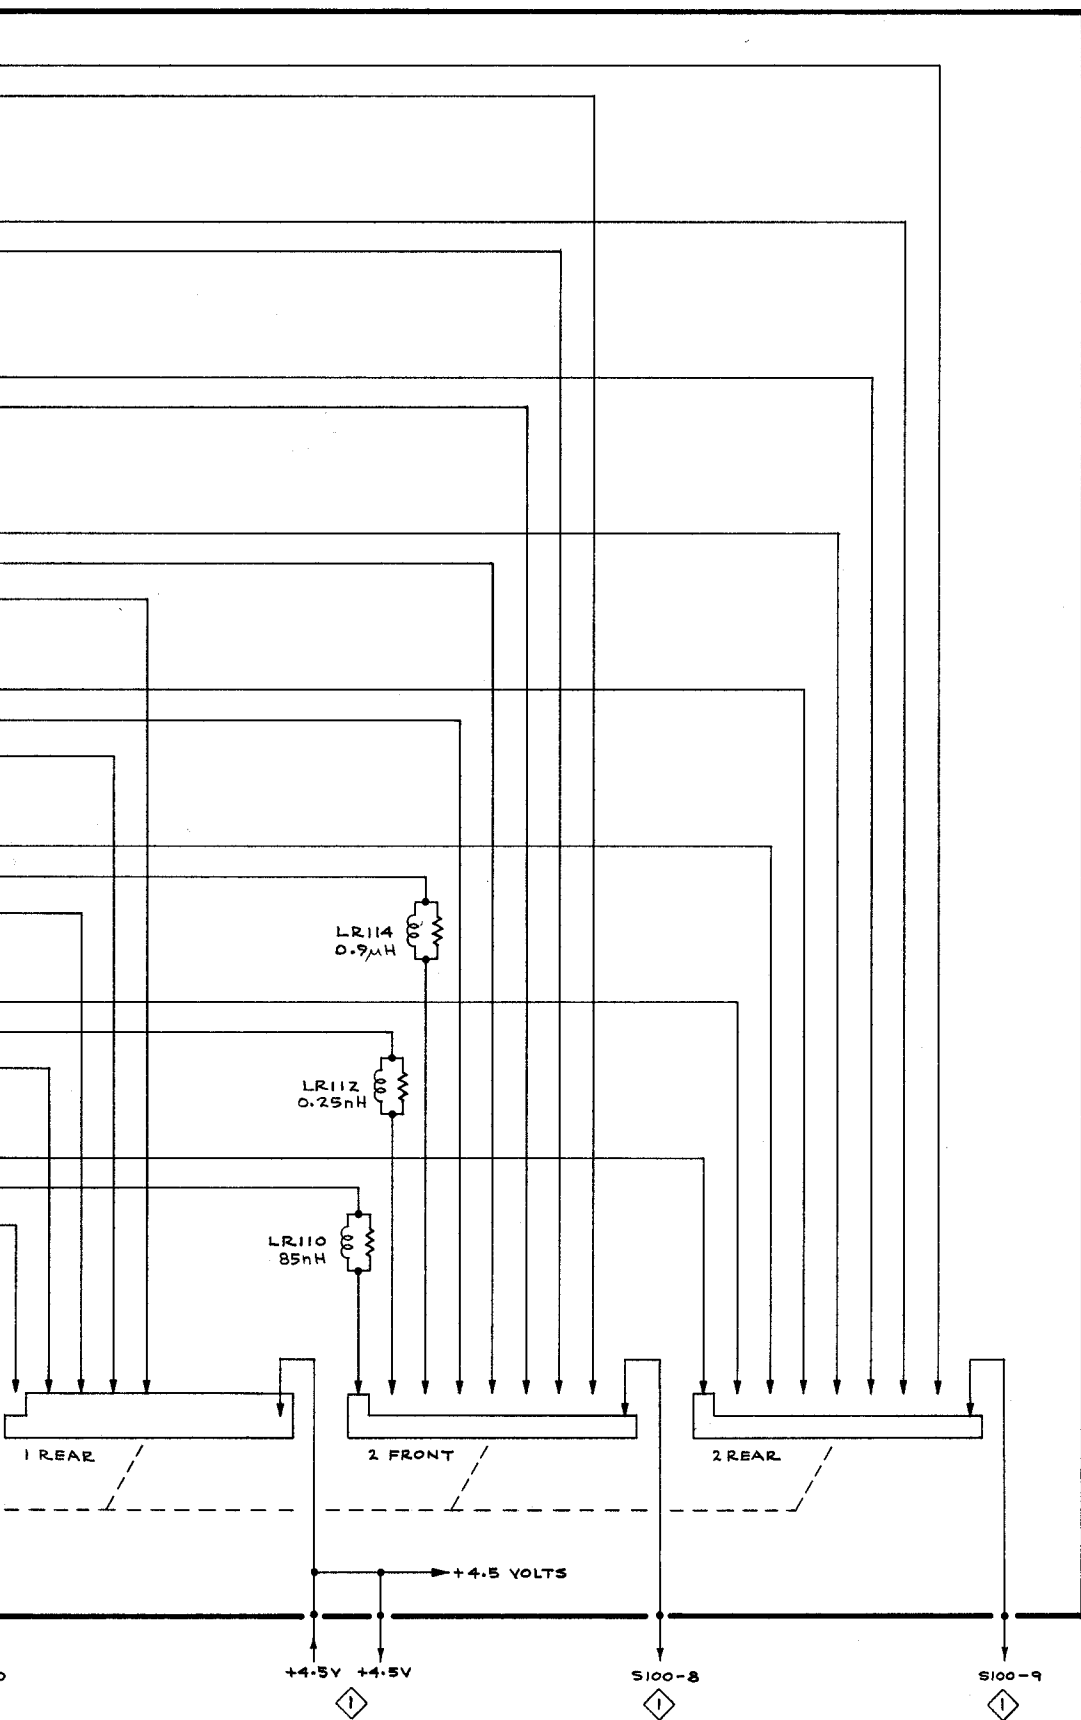 LR114
0.9μH
LR112
0.25nH
LR110
85nH
1 REAR
2 FRONT
2 REAR
+4.5 VOLTS
+4.5V +4.5V
S100-8
S100-9
1
1
1